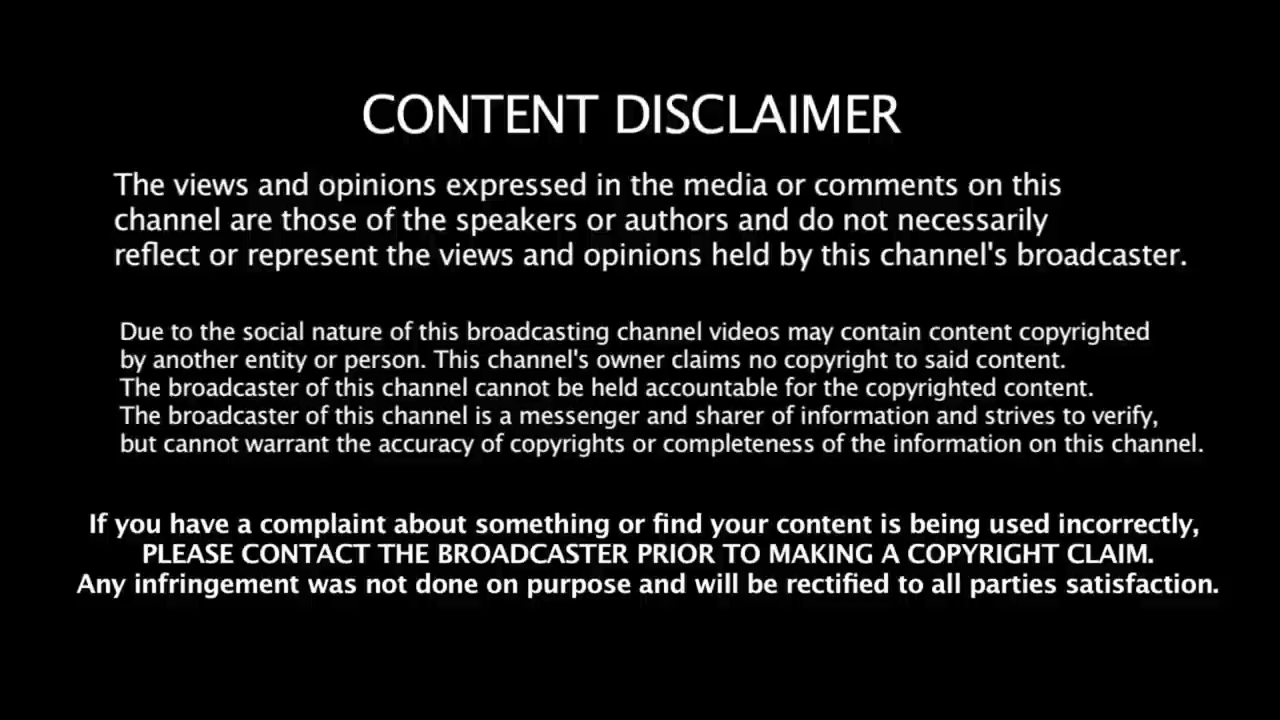 CONTENT DISCLAIMER
The views and opinions expressed in the media or comments on this
channel are those of the speakers or authors and do not necessarily
reflect or represent the views and opinions held by this channel's broadcaster.
Due to the social nature of this broadcasting channel videos may contain content copyrighted
by another entity or person. This channel's owner claims no copyright to said content.
The broadcaster of this channel cannot be held accountable for the copyrighted content.
The broadcaster of this channel is a messenger and sharer of information and strives to verify,
but cannot warrant the accuracy of copyrights or completeness of the information on this channel.
If you have a complaint about something or find your content is being used incorrectly,
PLEASE CONTACT THE BROADCASTER PRIOR TO MAKING A COPYRIGHT CLAIM.
Any infringement was not done on purpose and will be rectified to all parties satisfaction.